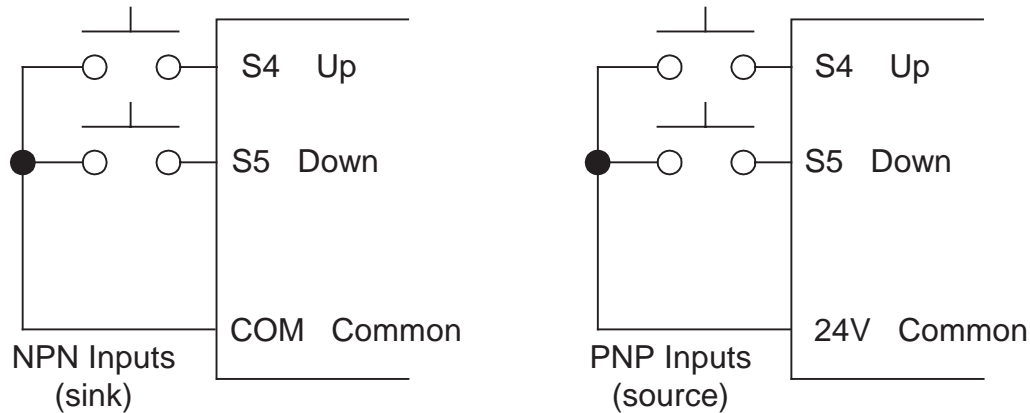 S4 Up
S5 Down
COM Common
NPN Inputs
(sink)
S4 Up
S5 Down
24V Common
PNP Inputs
(source)